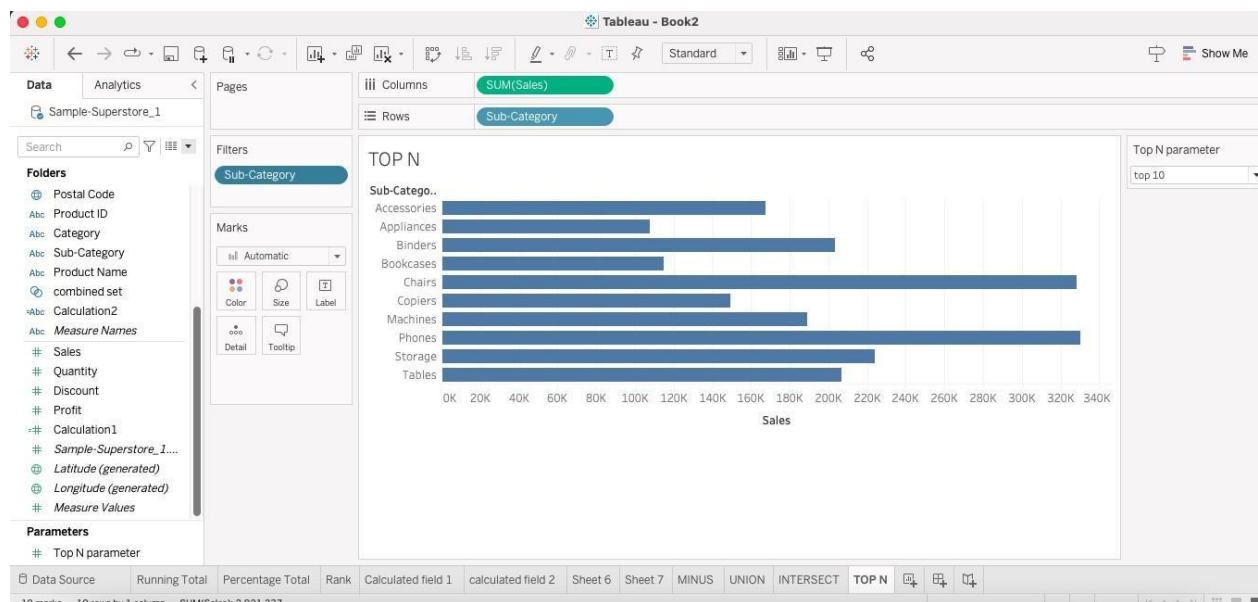 Tableau - Book2
Standard
Show Me
Data Analytics
Sample-Superstore_1
Search
Folders
Postal Code
Abc Product ID
Abc Category
Abc Sub-Category
Abc Product Name
combined set
=Abc Calculation2
Abc Measure Names
# Sales
# Quantity
# Discount
# Profit
=# Calculation1
# Sample-Superstore_1....
Latitude (generated)
Longitude (generated)
# Measure Values
Parameters
# Top N parameter
Pages
Filters
Sub-Category
Marks
Automatic
Color Size Label
Detail Tooltip
Columns SUM(Sales)
Rows Sub-Category
TOP N
Sub-Catego..
Accessories
Appliances
Binders
Bookcases
Chairs
Copiers
Machines
Phones
Storage
Tables
0K 20K 40K 60K 80K 100K 120K 140K 160K 180K 200K 220K 240K 260K 280K 300K 320K 340K
Sales
Top N parameter
top 10
Data Source Running Total Percentage Total Rank Calculated field 1 calculated field 2 Sheet 6 Sheet 7 MINUS UNION INTERSECT TOP N